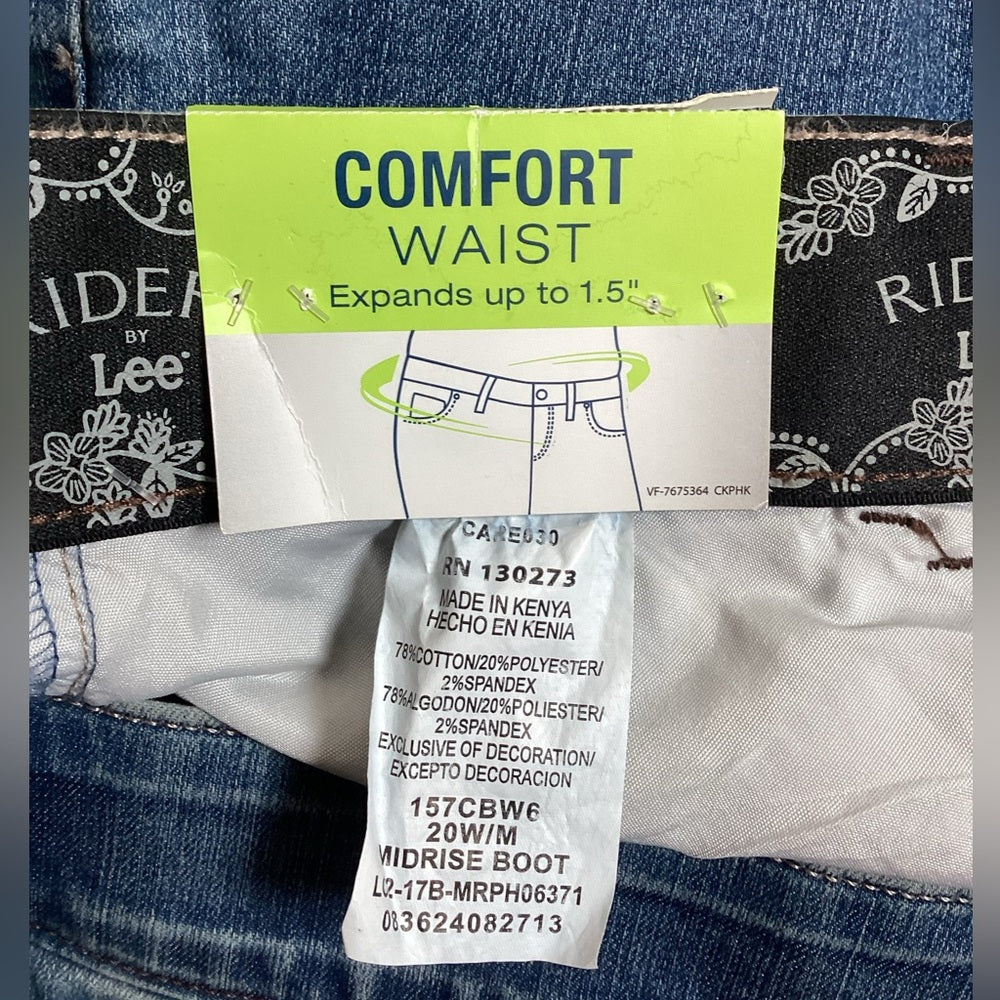 COMFORT
WAIST
Expands up to 1.5"
BY
Lee
VF-7675364 CKPHK
CARE030
RN 130273
MADE IN KENYA
HECHO EN KENIA
78%COTTON/20%POLYESTER/
2%SPANDEX
78%ALGODON/20%POLIESTER/
2%SPANDEX
EXCLUSIVE OF DECORATION/
EXCEPTO DECORACION
157CBW6
20W/M
MIDRISE BOOT
L02-17B-MRPH06371
083624082713